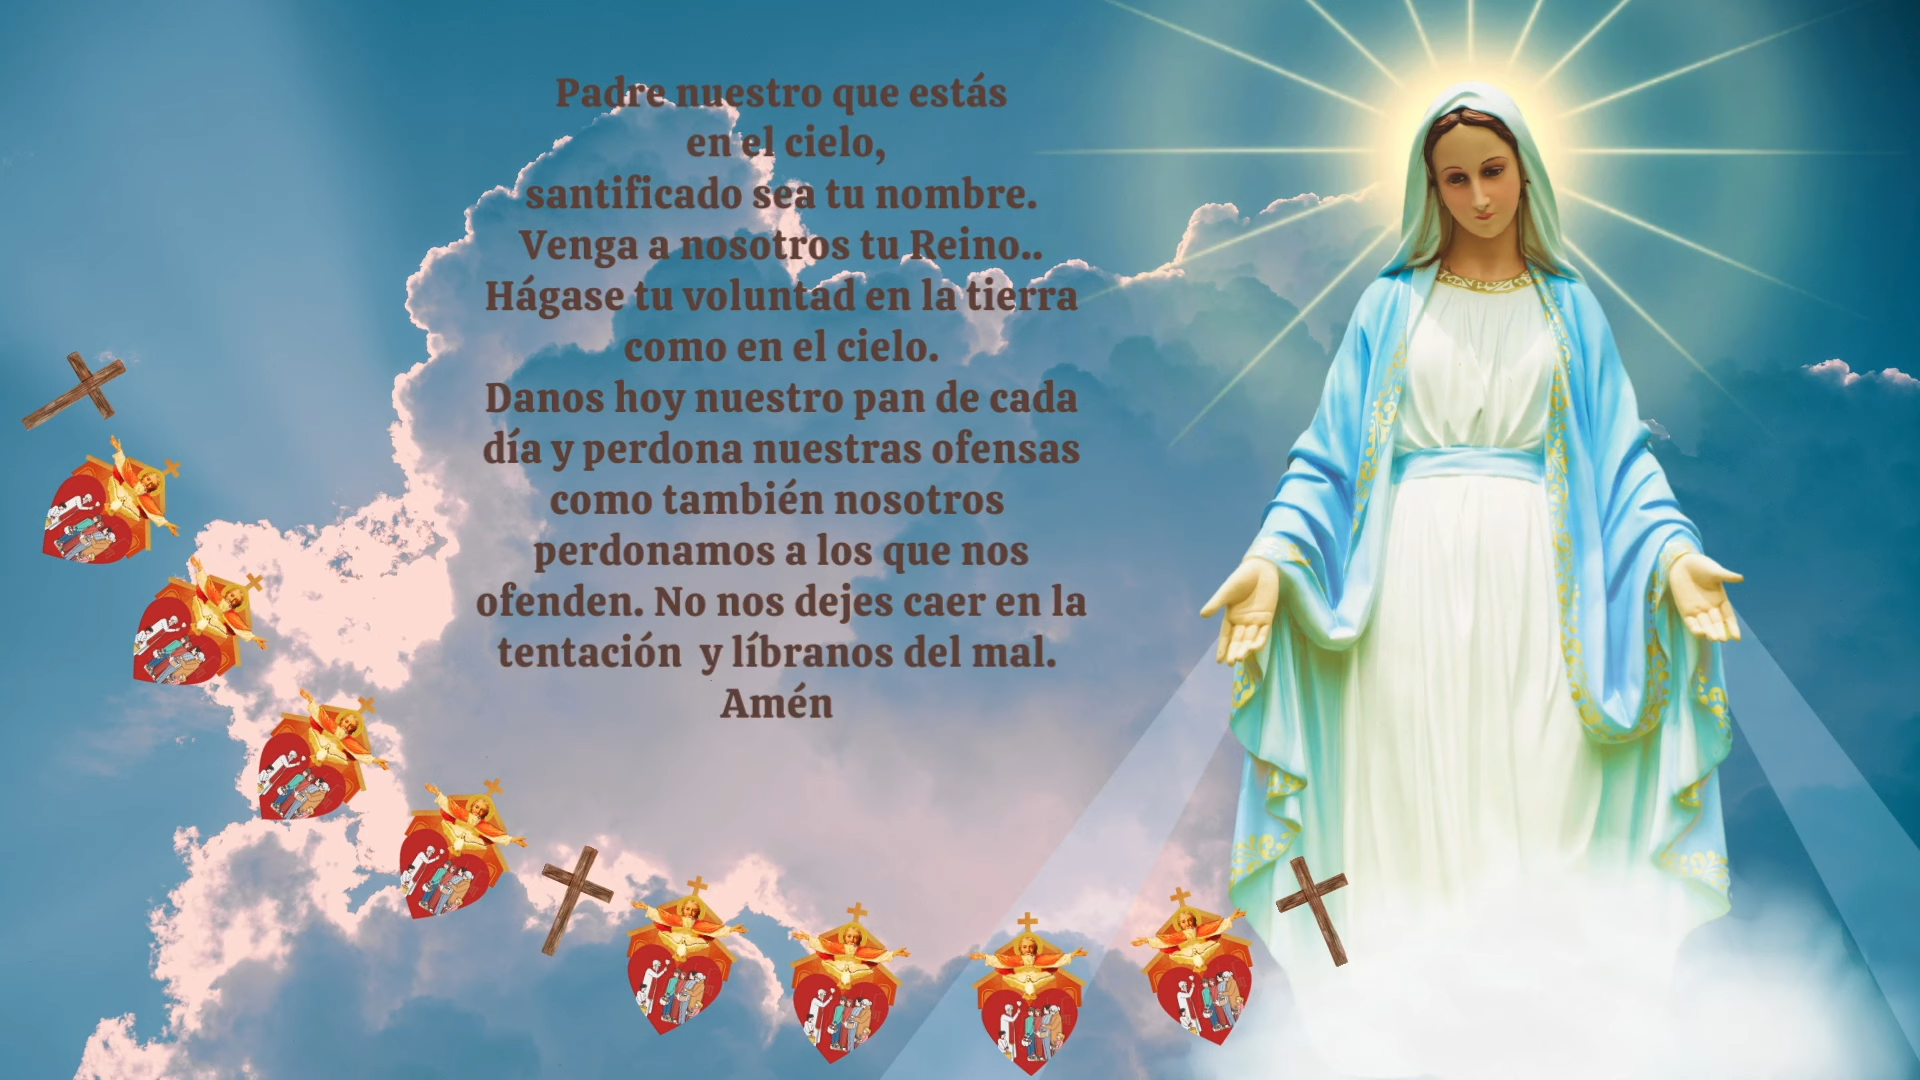 Padre nuestro que estás
en el cielo,
santificado sea tu nombre.
Venga a nosotros tu Reino..
Hágase tu voluntad en la tierra
como en el cielo.
Danos hoy nuestro pan de cada
día y perdona nuestras ofensas
como también nosotros
perdonamos a los que nos
ofenden. No nos dejes caer en la
tentación  y líbranos del mal.
Amén